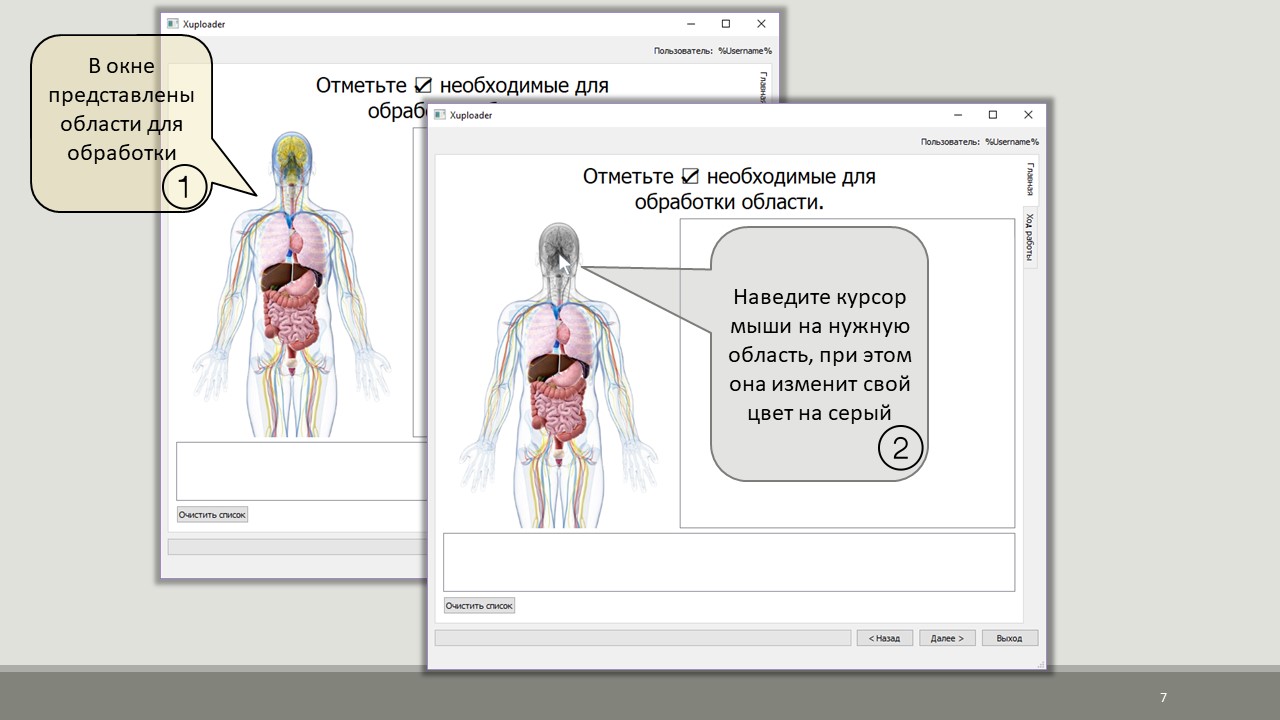 Xuploader
Пользователь: %Username%
В окне
представлены
области для
обработки
1
Отметьте необходимые для
обраб
Главная
Очистить список
Xuploader
Пользователь: %Username%
Отметьте необходимые для
обработки области.
Главная
Ход работы
Наведите курсор
мыши на нужную
область, при этом
она изменит свой
цвет на серый
2
Очистить список
< Назад
Далее >
Выход
7